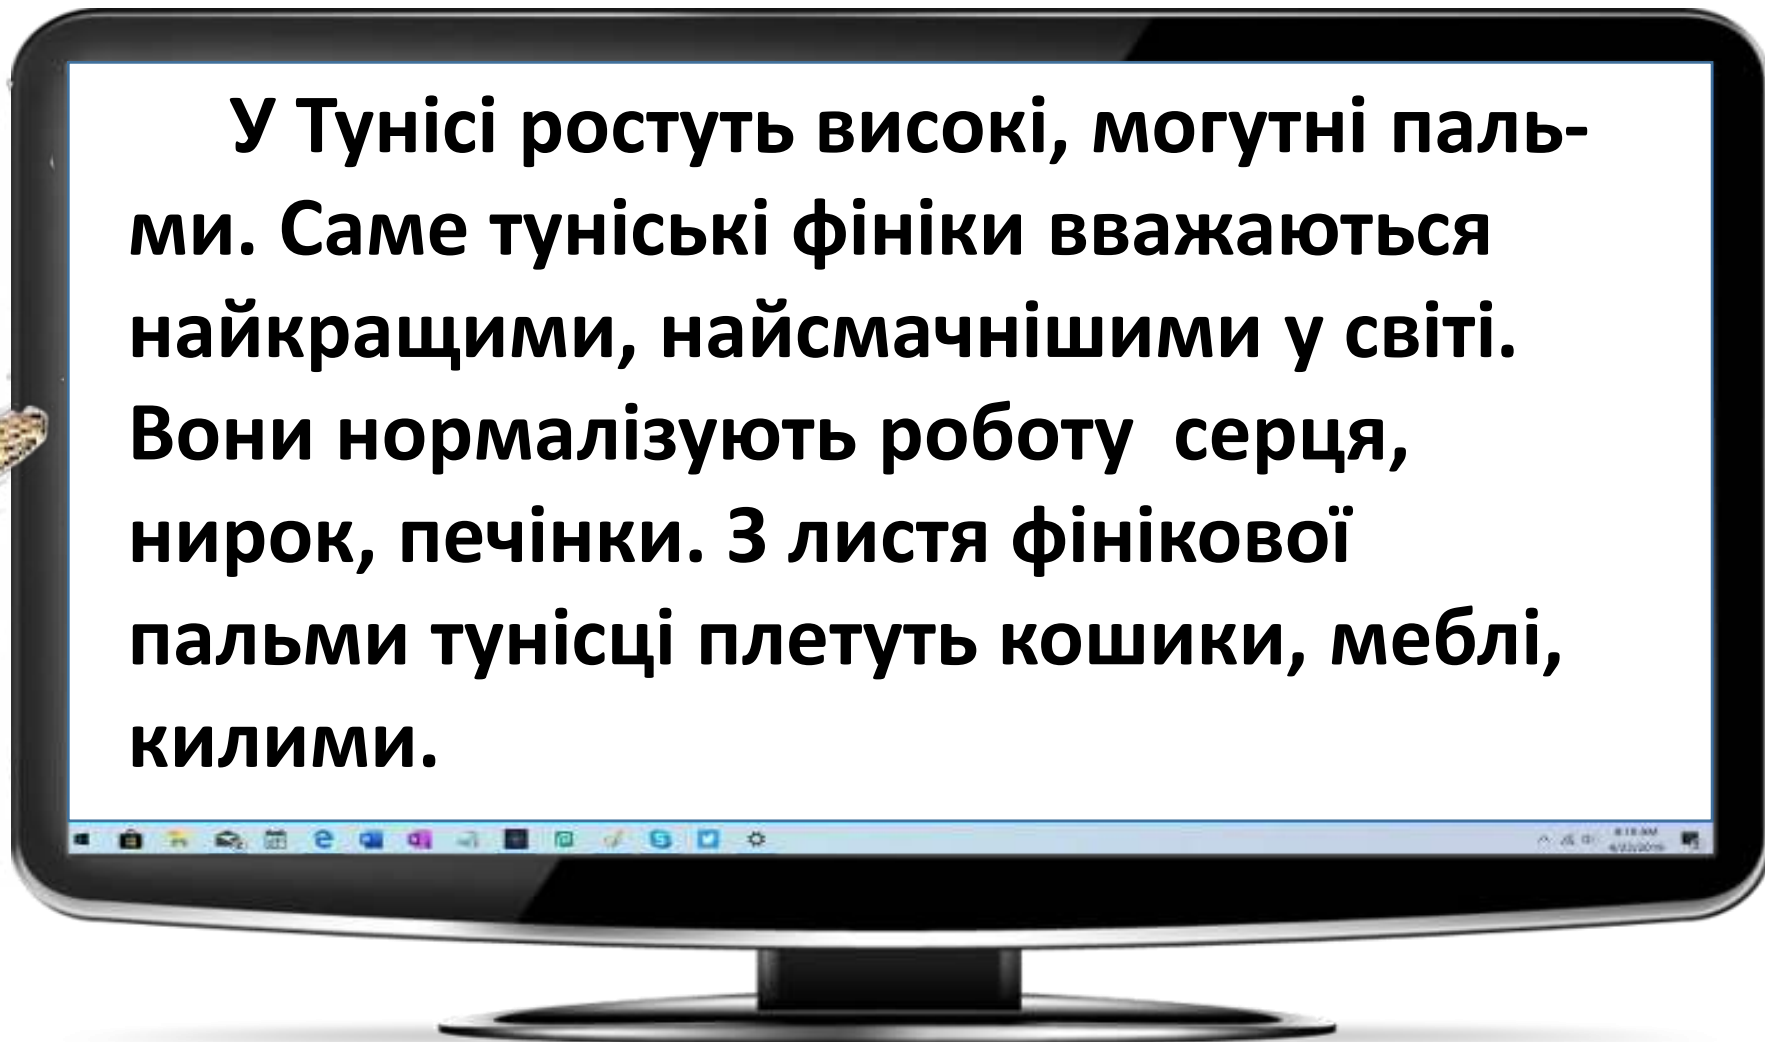 У Тунісі ростуть високі, могутні паль-
ми. Саме туніські фініки вважаються
найкращими, найсмачнішими у світі.
Вони нормалізують роботу  серця,
нирок, печінки. З листя фінікової
пальми тунісці плетуть кошики, меблі,
килими.